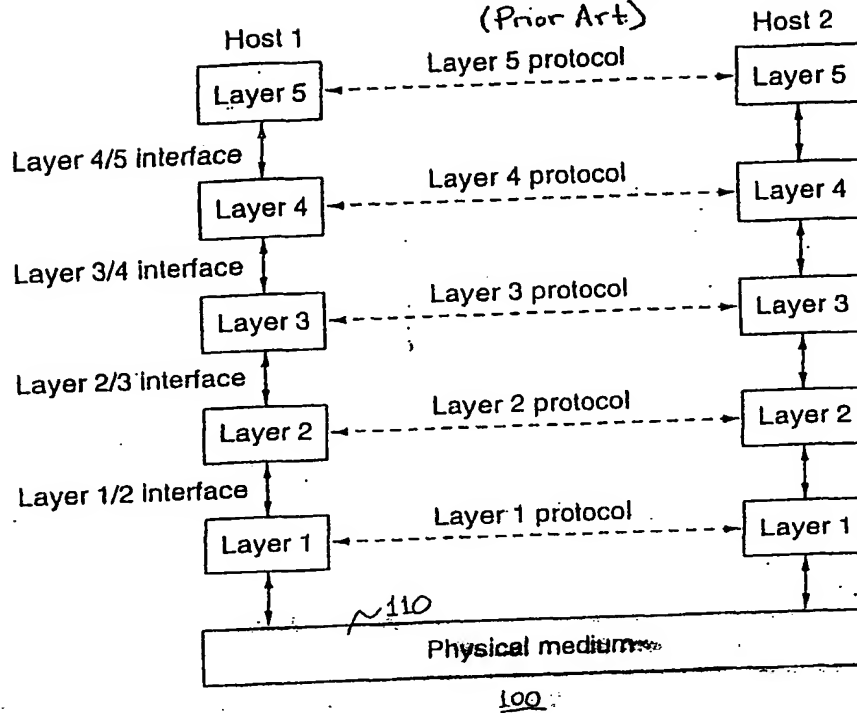 (Prior Art)
Host 1
Host 2
Layer 5 protocol
Layer 5
Layer 5
Layer 4/5 interface
Layer 4 protocol
Layer 4
Layer 4
Layer 3/4 interface
Layer 3 protocol
Layer 3
Layer 3
Layer 2/3 interface
Layer 2 protocol
Layer 2
Layer 2
Layer 1/2 interface
Layer 1 protocol
Layer 1
Layer 1
110
Physical medium
100